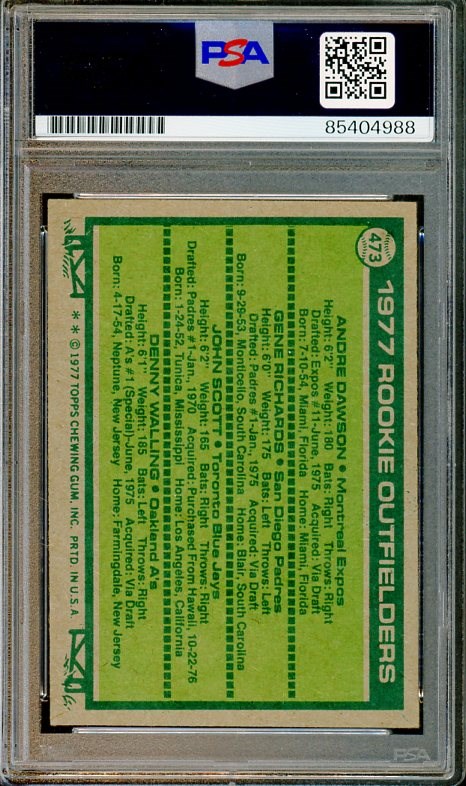 PSA
85404988
473
1977 ROOKIE OUTFIELDERS
ANDRE DAWSON • Montreal Expos
Height: 6'2" Weight: 180 Bats: Right Throws: Right
Drafted: Expos #11-June, 1975 Acquired: Via Draft
Born: 7-10-54, Miami, Florida Home: Miami, Florida
GENE RICHARDS • San Diego Padres
Height: 6'0" Weight: 175 Bats: Left Throws: Left
Drafted: Padres #1-Jan., 1975 Acquired: Via Draft
Born: 9-29-53, Monticello, South Carolina Home: Blair, South Carolina
JOHN SCOTT • Toronto Blue Jays
Height: 6'2" Weight: 165 Bats: Right Throws: Right
Drafted: Padres #1-Jan., 1970 Acquired: Purchased From Hawaii, 10-22-76
Born: 1-24-52, Tunica, Mississippi Home: Los Angeles, California
DENNY WALLING • Oakland A's
Height: 6'1" Weight: 185 Bats: Left Throws: Right
Drafted: A's #1 (Special)-June, 1975 Acquired: Via Draft
Born: 4-17-54, Neptune, New Jersey Home: Farmingdale, New Jersey
* * © 1977 TOPPS CHEWING GUM, INC. PRTD. IN U.S.A.
PSA